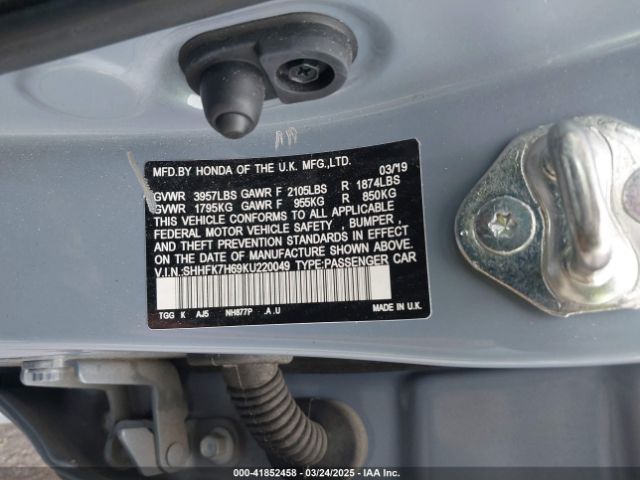 MFD.BY HONDA OF THE U.K. MFG.,LTD. 03/19
GVWR 3957LBS GAWR F 2105LBS R 1874LBS
GVWR 1795KG GAWR F 955KG R 850KG
THIS VEHICLE CONFORMS TO ALL APPLICABLE
FEDERAL MOTOR VEHICLE SAFETY , BUMPER ,
AND THEFT PREVENTION STANDARDS IN EFFECT
ON THE DATE OF MANUFACTURE SHOWN ABOVE.
V.I.N.:SHHFK7H69KU220049 TYPE:PASSENGER CAR
TGG K AJ5 NH877P .A .U MADE IN U.K.
000-41852458 - 03/24/2025 - IAA Inc.